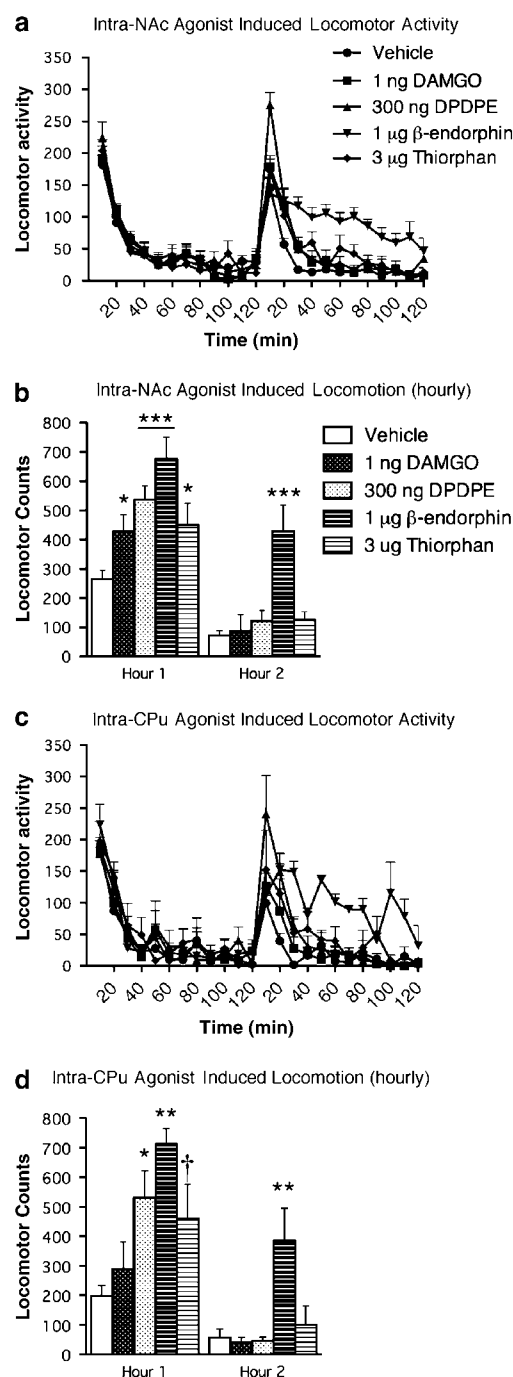 a Intra-NAc Agonist Induced Locomotor Activity
Vehicle
1 ng DAMGO
300 ng DPDPE
1 µg β-endorphin
3 µg Thiorphan
Locomotor activity
350
300
250
200
150
100
50
0
20 40 60 80 100 120 20 40 60 80 100 120
Time (min)
b Intra-NAc Agonist Induced Locomotion (hourly)
Vehicle
1 ng DAMGO
300 ng DPDPE
1 µg β-endorphin
3 ug Thiorphan
Locomotor Counts
800
700
600
500
400
300
200
100
0
* *** * ***
Hour 1 Hour 2
c Intra-CPu Agonist Induced Locomotor Activity
Locomotor activity
350
300
250
200
150
100
50
0
20 40 60 80 100 120 20 40 60 80 100 120
Time (min)
d Intra-CPu Agonist Induced Locomotion (hourly)
Locomotor Counts
800
700
600
500
400
300
200
100
0
* ** † **
Hour 1 Hour 2